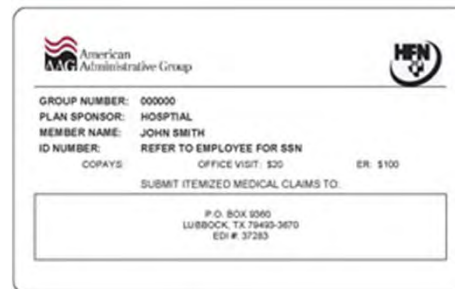 American
AAG Administrative Group
HFN
GROUP NUMBER: 000000
PLAN SPONSOR: HOSPTIAL
MEMBER NAME: JOHN SMITH
ID NUMBER: REFER TO EMPLOYEE FOR SSN
COPAYS: OFFICE VISIT: $20 ER: $100
SUBMIT ITEMIZED MEDICAL CLAIMS TO:
P.O. BOX 9360
LUBBOCK, TX 79493-3670
EDI #: 37283